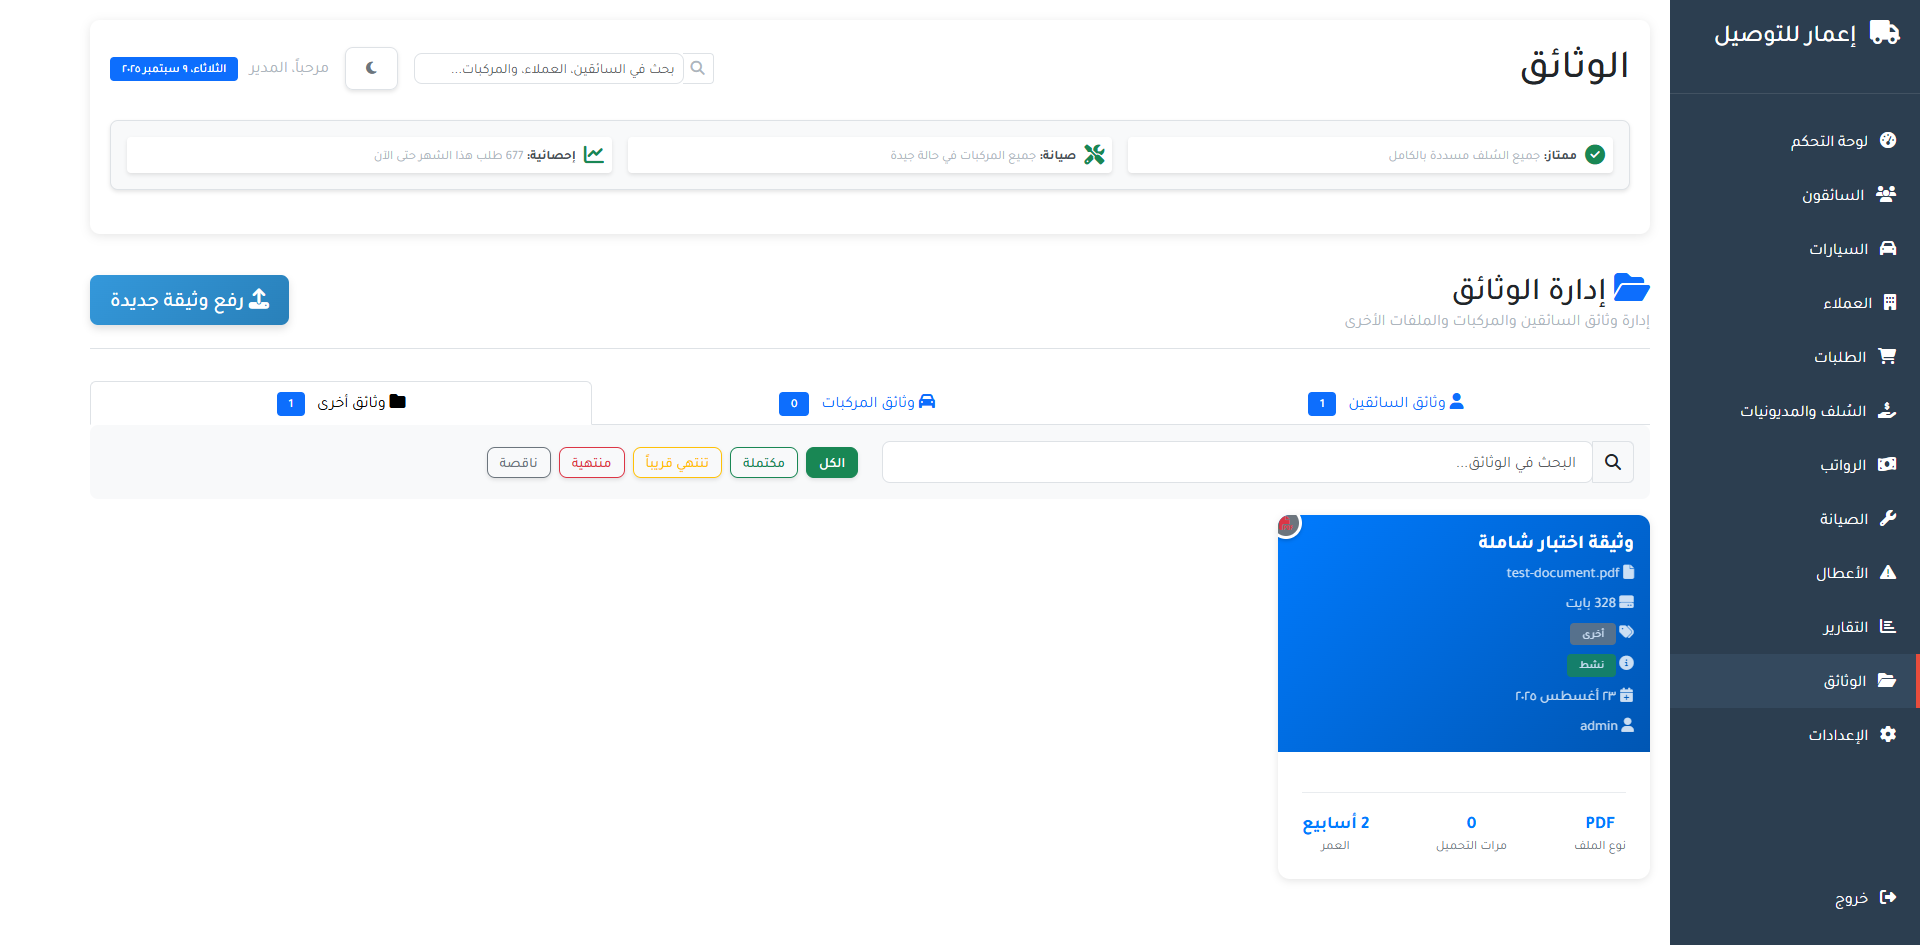 إعمار للتوصيل
لوحة التحكم
السائقون
السيارات
العملاء
الطلبات
السُلف والمديونيات
الرواتب
الصيانة
الأعطال
التقارير
الوثائق
الإعدادات
خروج
الوثائق
بحث في السائقين، العملاء، والمركبات...
مرحباً، المدير
الثلاثاء، ٩ سبتمبر ٢٠٢٥
ممتاز: جميع السُلف مسددة بالكامل
صيانة: جميع المركبات في حالة جيدة
إحصائية: 677 طلب هذا الشهر حتى الآن
إدارة الوثائق
إدارة وثائق السائقين والمركبات والملفات الأخرى
رفع وثيقة جديدة
وثائق السائقين 1
وثائق المركبات 0
وثائق أخرى 1
البحث في الوثائق...
الكل
مكتملة
تنتهي قريباً
منتهية
ناقصة
وثيقة اختبار شاملة
test-document.pdf
328 بايت
أخرى
نشط
٢٣ أغسطس ٢٠٢٥
admin
PDF
نوع الملف
0
مرات التحميل
2 أسابيع
العمر